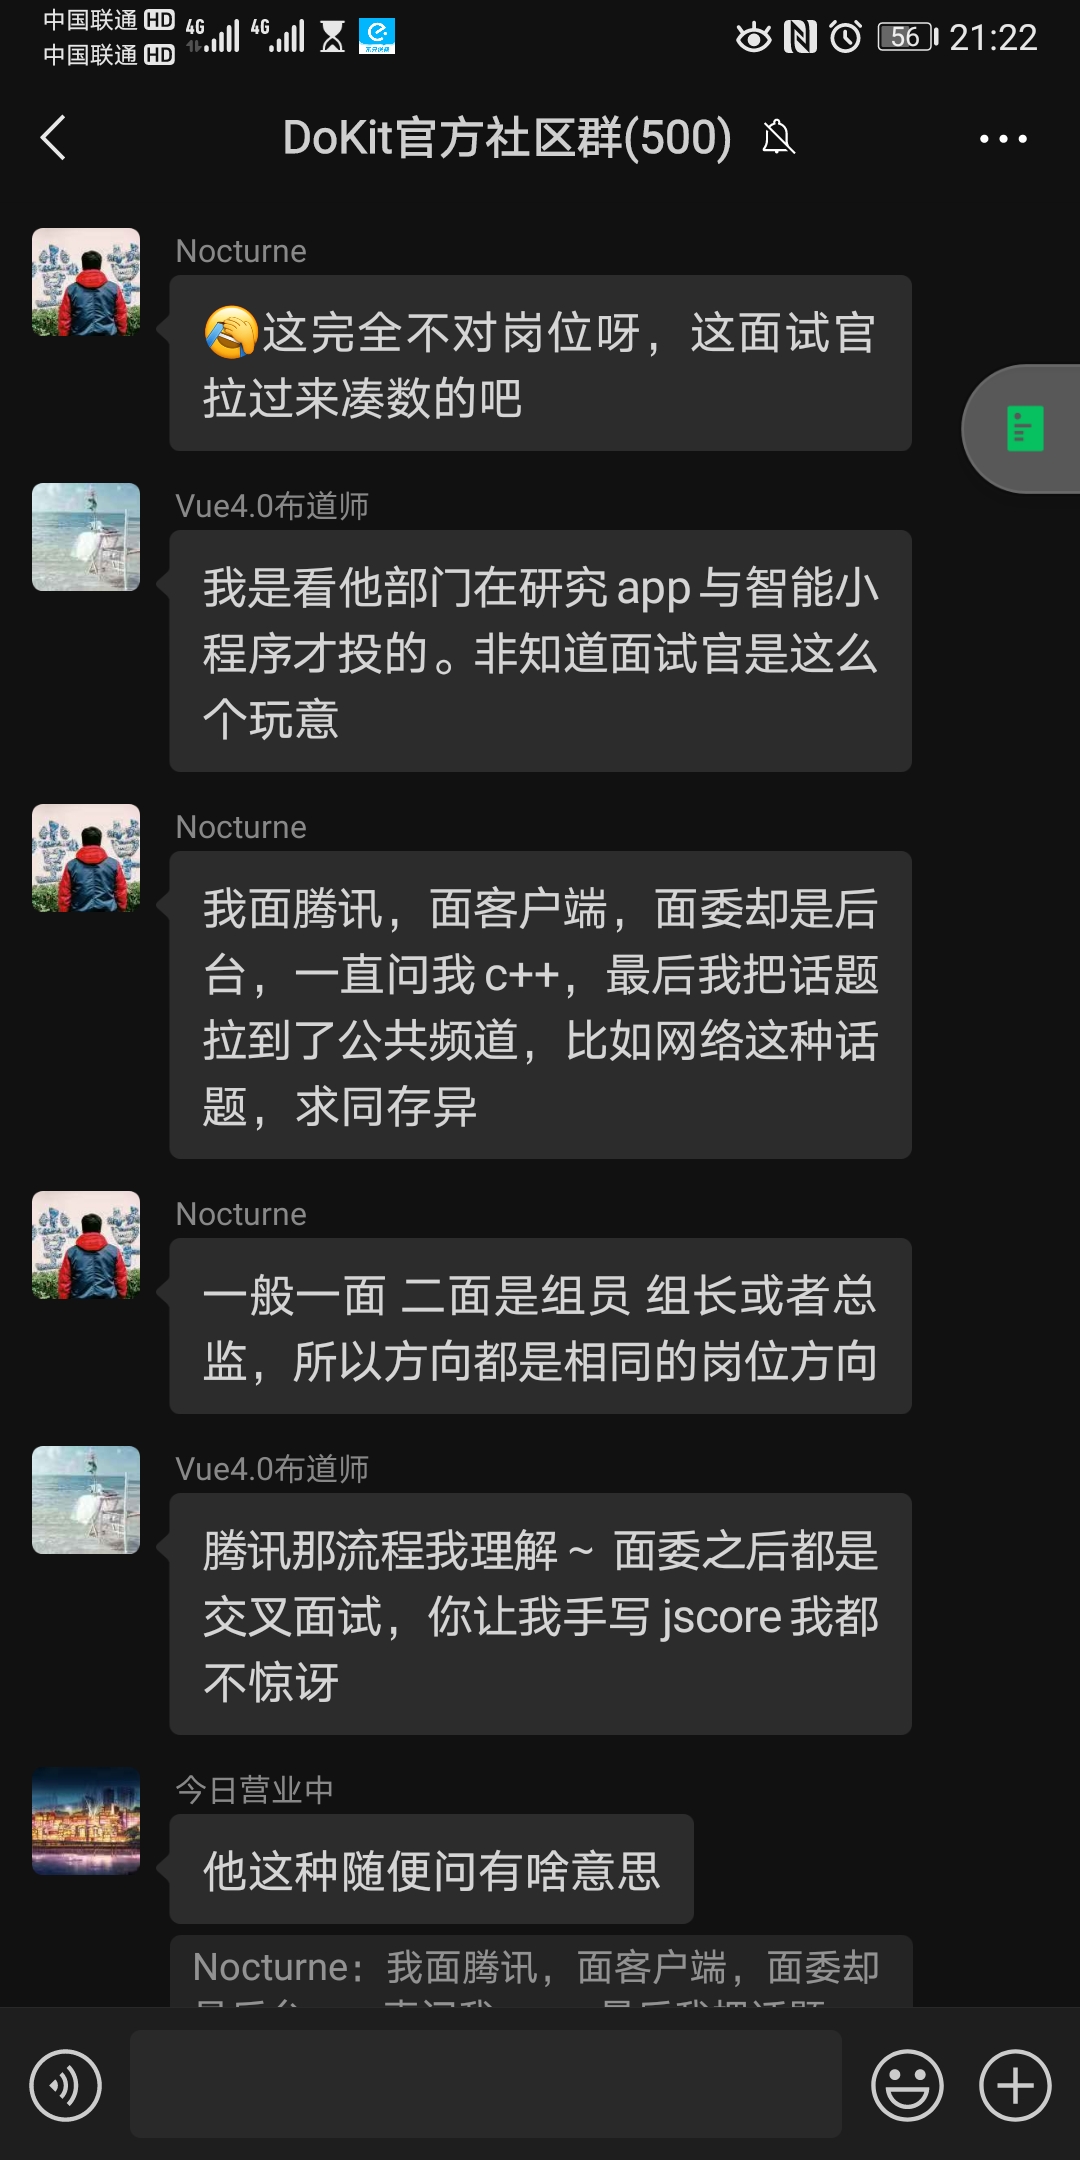 中国联通 HD 4G 4G 56 21:22
中国联通 HD
DoKit官方社区群(500)
Nocturne
这完全不对岗位呀，这面试官
拉过来凑数的吧
Vue4.0布道师
我是看他部门在研究app与智能小
程序才投的。非知道面试官是这么
个玩意
Nocturne
我面腾讯，面客户端，面委却是后
台，一直问我c++，最后我把话题
拉到了公共频道，比如网络这种话
题，求同存异
Nocturne
一般一面 二面是组员 组长或者总
监，所以方向都是相同的岗位方向
Vue4.0布道师
腾讯那流程我理解~ 面委之后都是
交叉面试，你让我手写jscore我都
不惊讶
今日营业中
他这种随便问有啥意思
Nocturne：我面腾讯，面客户端，面委却